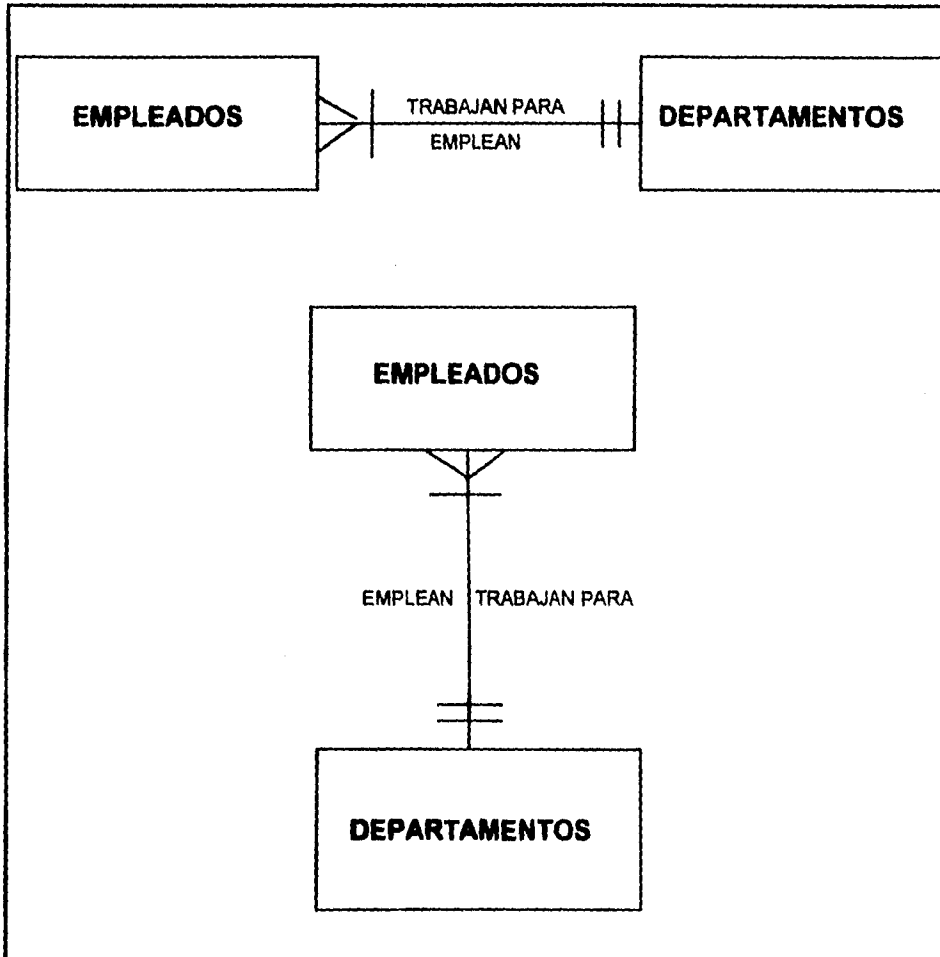 EMPLEADOS
TRABAJAN PARA
EMPLEAN
DEPARTAMENTOS
EMPLEADOS
EMPLEAN TRABAJAN PARA
DEPARTAMENTOS